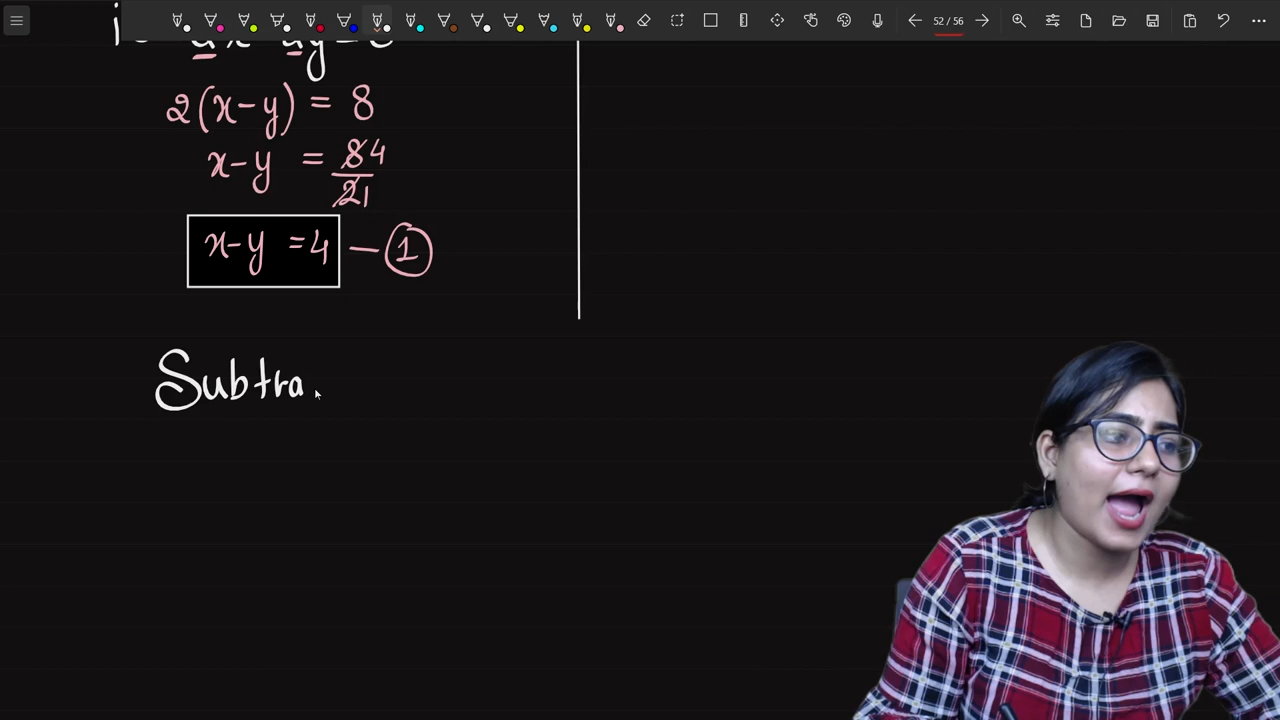 52 / 56
2(x-y) = 8
x-y = 84/21
x-y = 4 — 1
Subtra